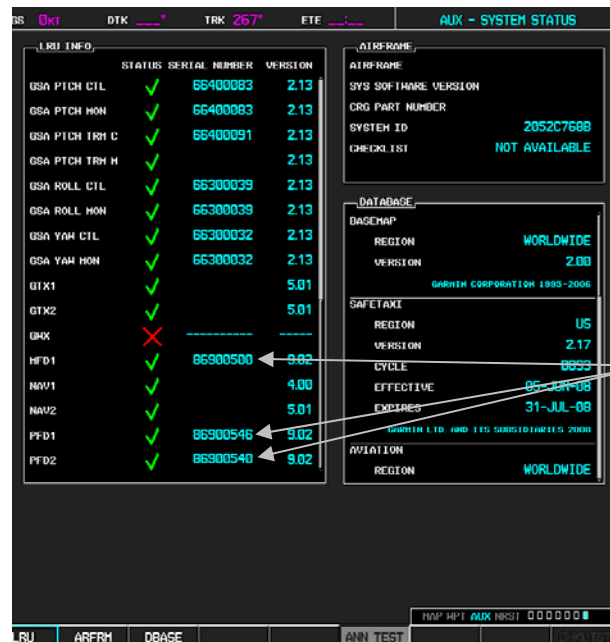 GS 0KT DTK ___° TRK 267° ETE __:__ AUX - SYSTEM STATUS
LRU INFO
STATUS SERIAL NUMBER VERSION
GSA PTCH CTL 66400083 2.13
GSA PTCH MON 66400083 2.13
GSA PTCH TRM C 66400091 2.13
GSA PTCH TRM M 2.13
GSA ROLL CTL 66300039 2.13
GSA ROLL MON 66300039 2.13
GSA YAW CTL 66300032 2.13
GSA YAW MON 66300032 2.13
GTX1 5.01
GTX2 5.01
GWX ---------- -----
MFD1 86900500 9.02
NAV1 4.00
NAV2 5.01
PFD1 86900546 9.02
PFD2 86900540 9.02
AIRFRAME
AIRFRAME
SYS SOFTWARE VERSION
CRG PART NUMBER
SYSTEM ID 2052C768B
CHECKLIST NOT AVAILABLE
DATABASE
BASEMAP
REGION WORLDWIDE
VERSION 2.00
GARMIN CORPORATION 1995-2006
SAFETAXI
REGION US
VERSION 2.17
CYCLE
EFFECTIVE 05-JUN-08
EXPIRES 31-JUL-08
GARMIN LTD. AND ITS SUBSIDIARIES 2008
AVIATION
REGION WORLDWIDE
MAP WPT AUX NRST
LRU ARFRM DBASE ANN TEST